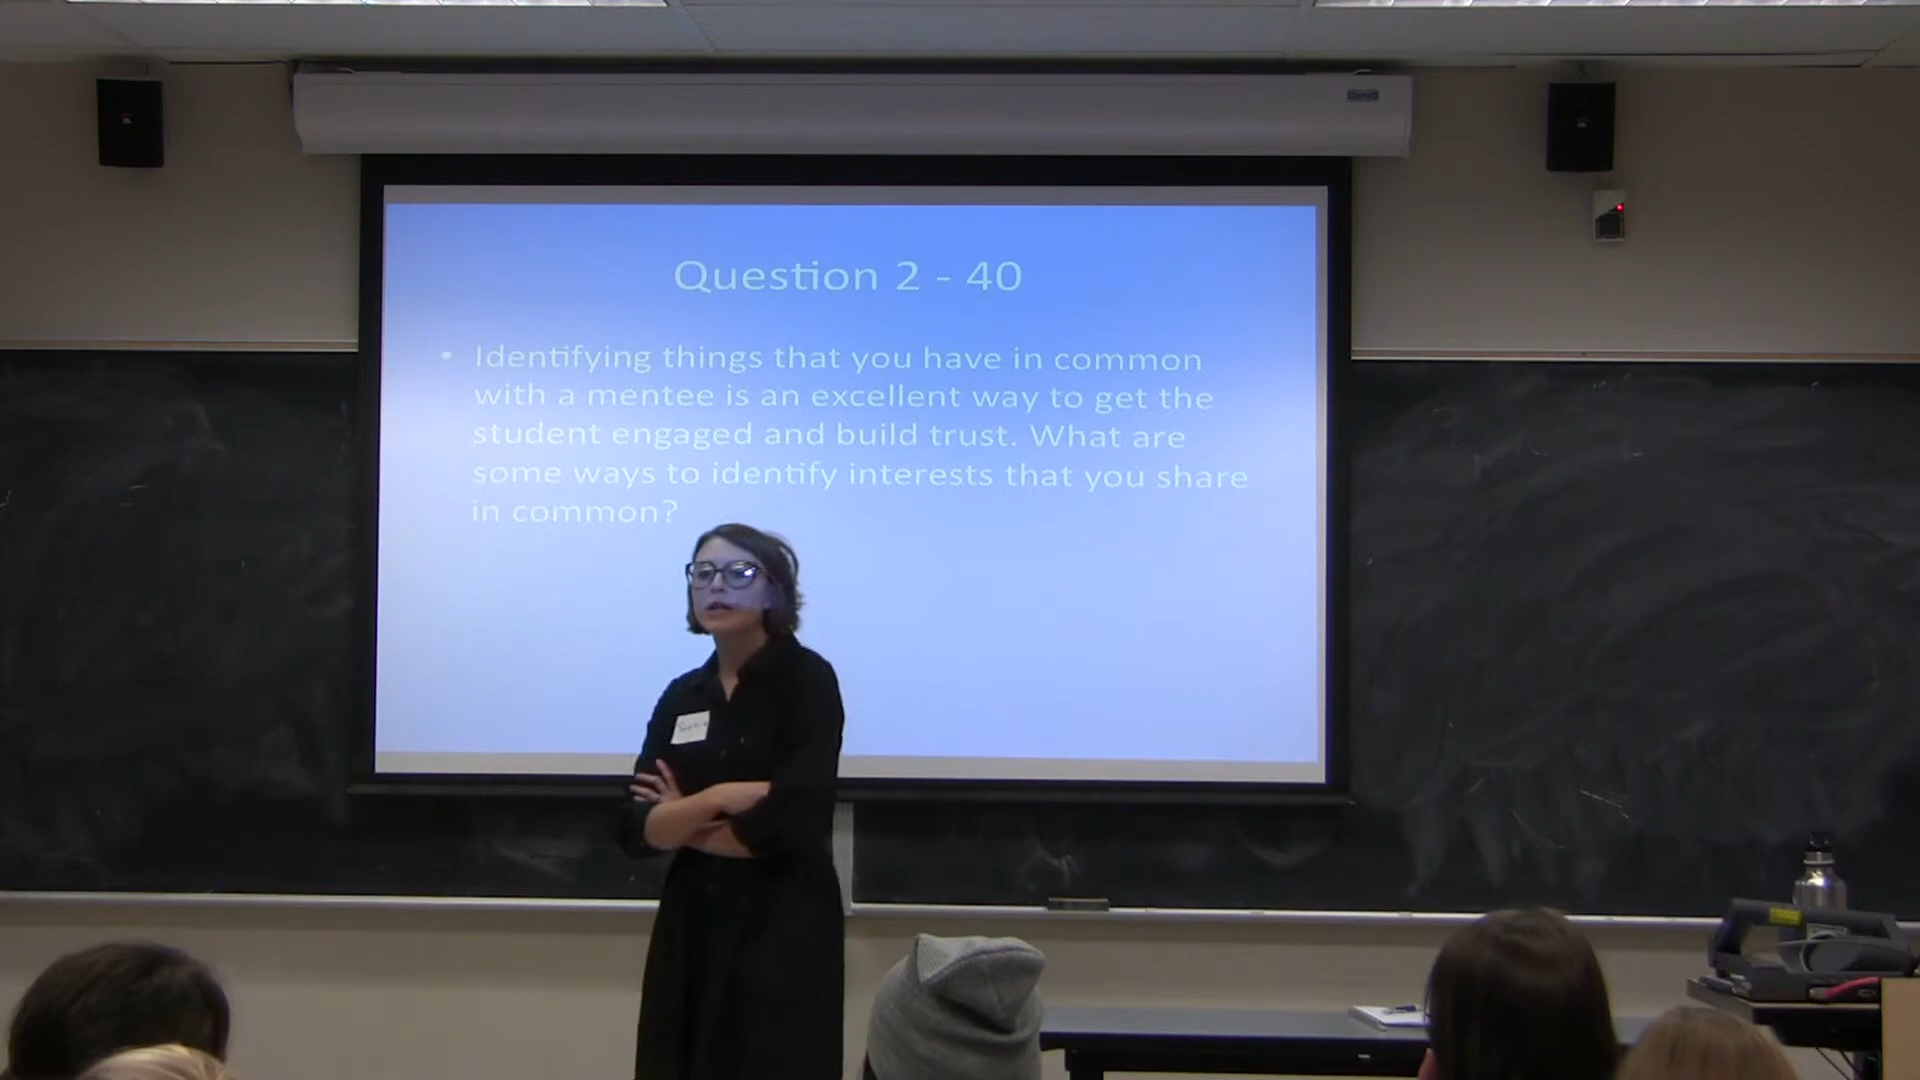 Question 2 - 40
• Identifying things that you have in common
with a mentee is an excellent way to get the
student engaged and build trust. What are
some ways to identify interests that you share
in common?